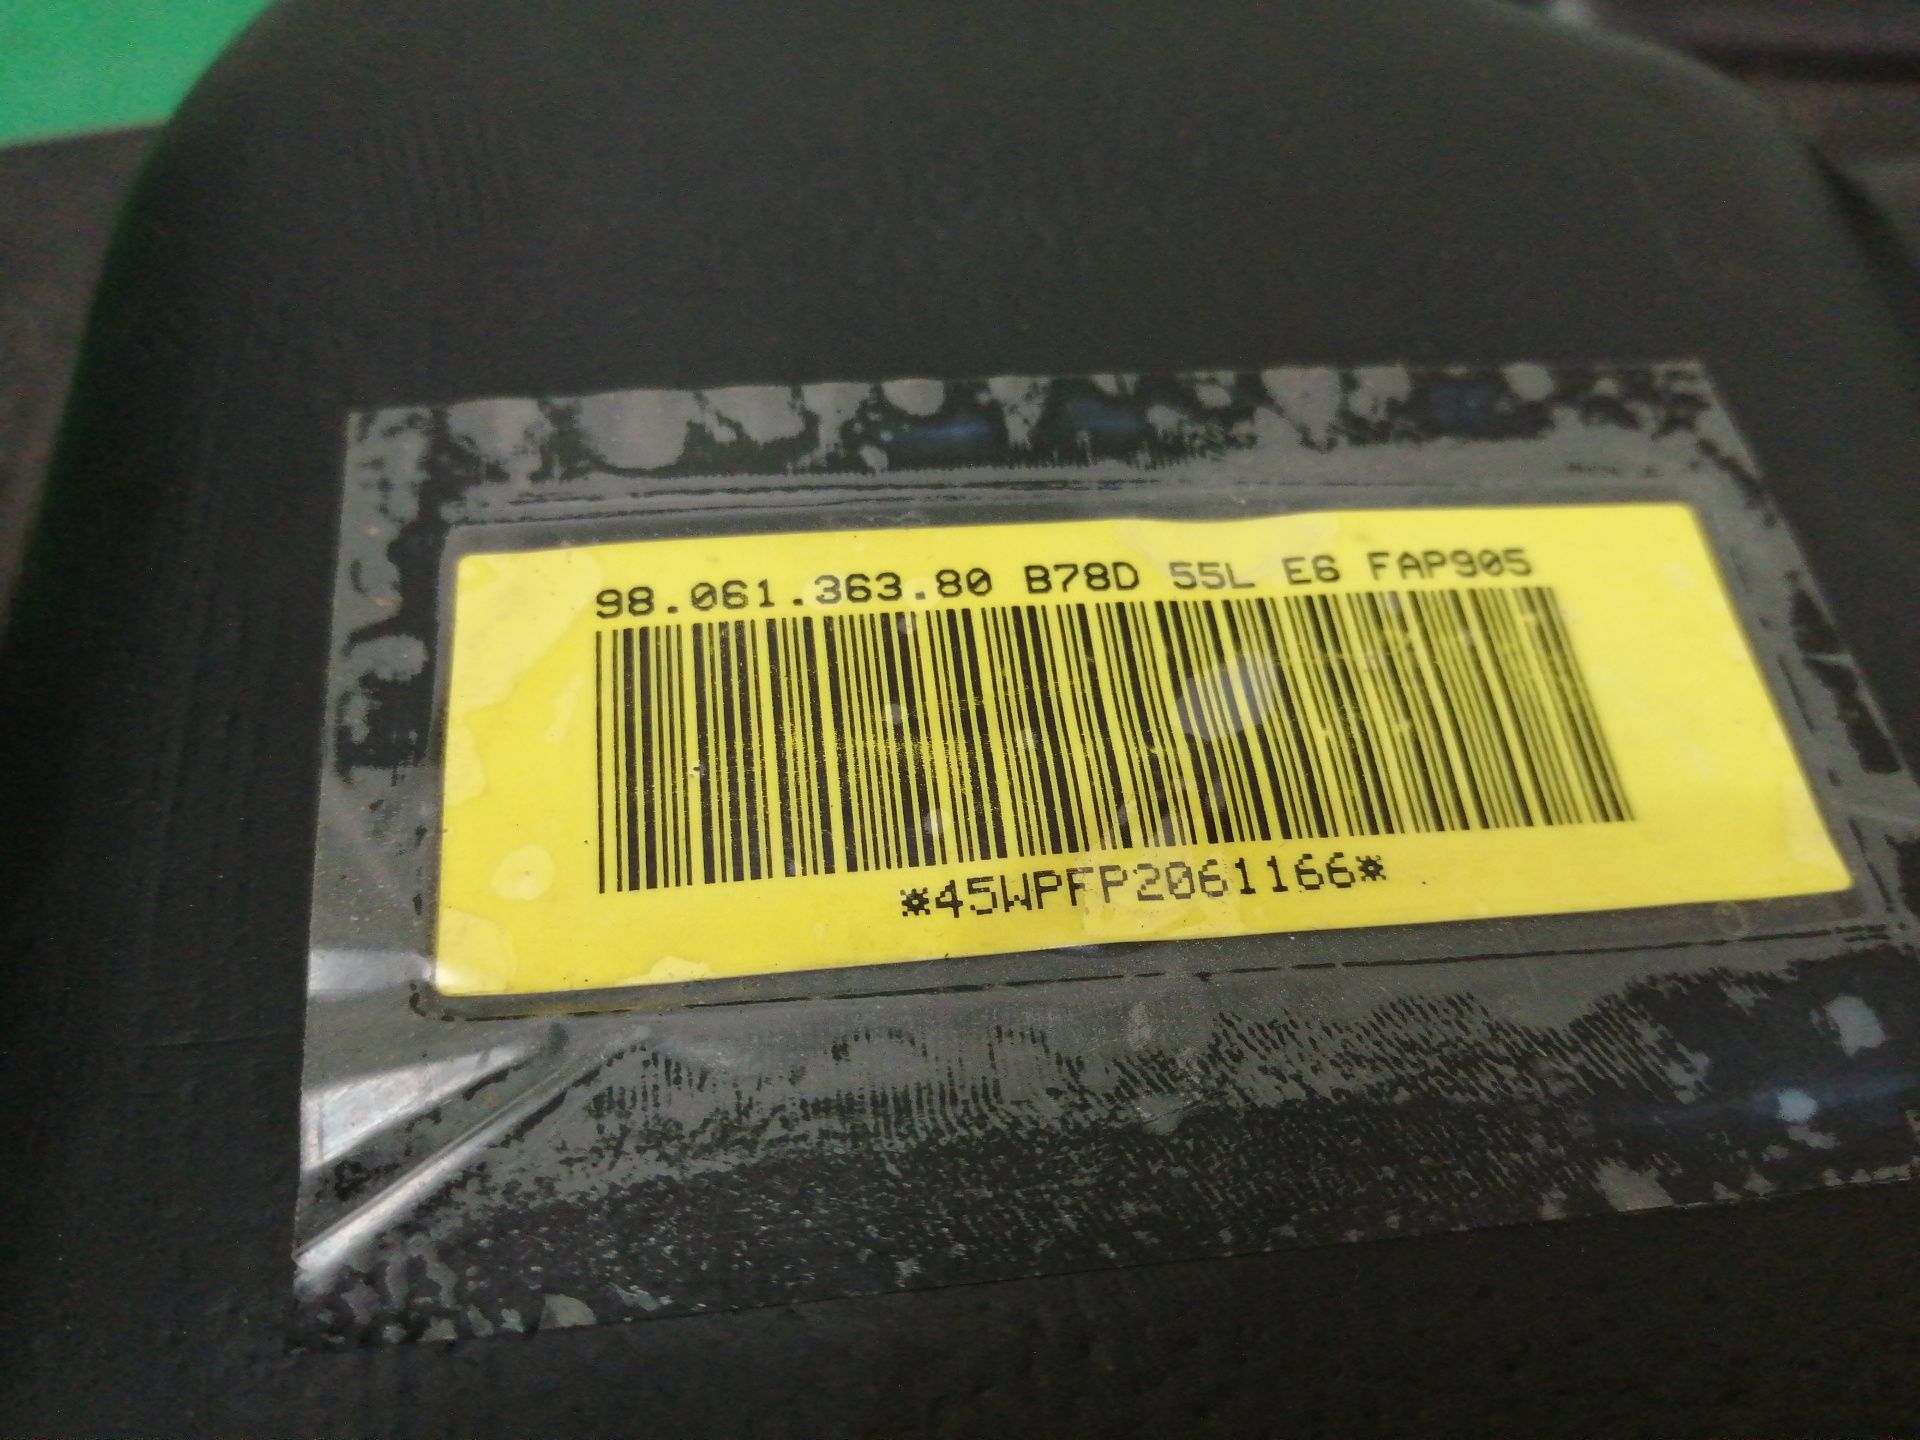 98.061.363.80 B78D 55L E6 FAP905
*45WPFP2061166*